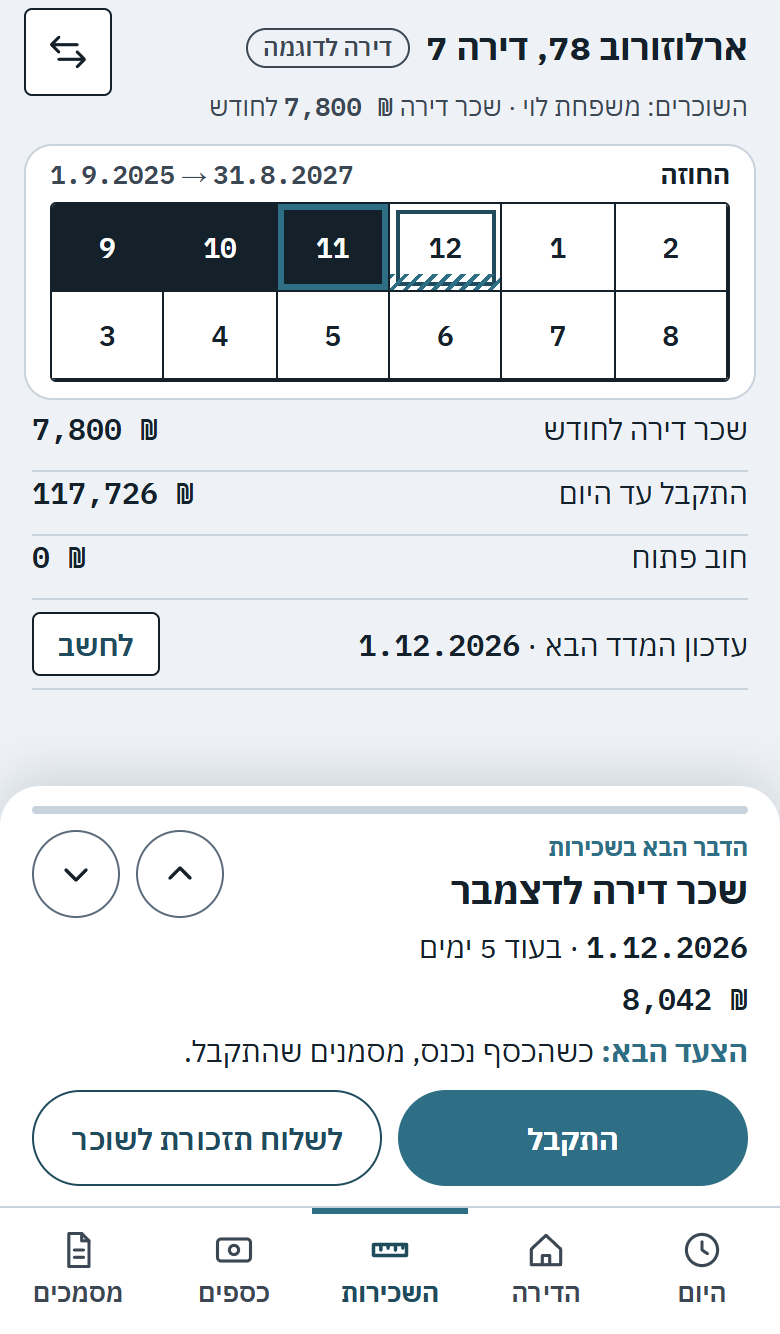 ארלוזורוב 78, דירה 7 דירה לדוגמה
השוכרים: משפחת לוי · שכר דירה ₪ 7,800 לחודש
החוזה 1.9.2025 → 31.8.2027
9 10 11 12 1 2
3 4 5 6 7 8
שכר דירה לחודש 7,800 ₪
התקבל עד היום 117,726 ₪
חוב פתוח 0 ₪
עדכון המדד הבא · 1.12.2026 לחשב
הדבר הבא בשכירות
שכר דירה לדצמבר
1.12.2026 · בעוד 5 ימים
8,042 ₪
הצעד הבא: כשהכסף נכנס, מסמנים שהתקבל.
התקבל לשלוח תזכורת לשוכר
היום הדירה השכירות כספים מסמכים